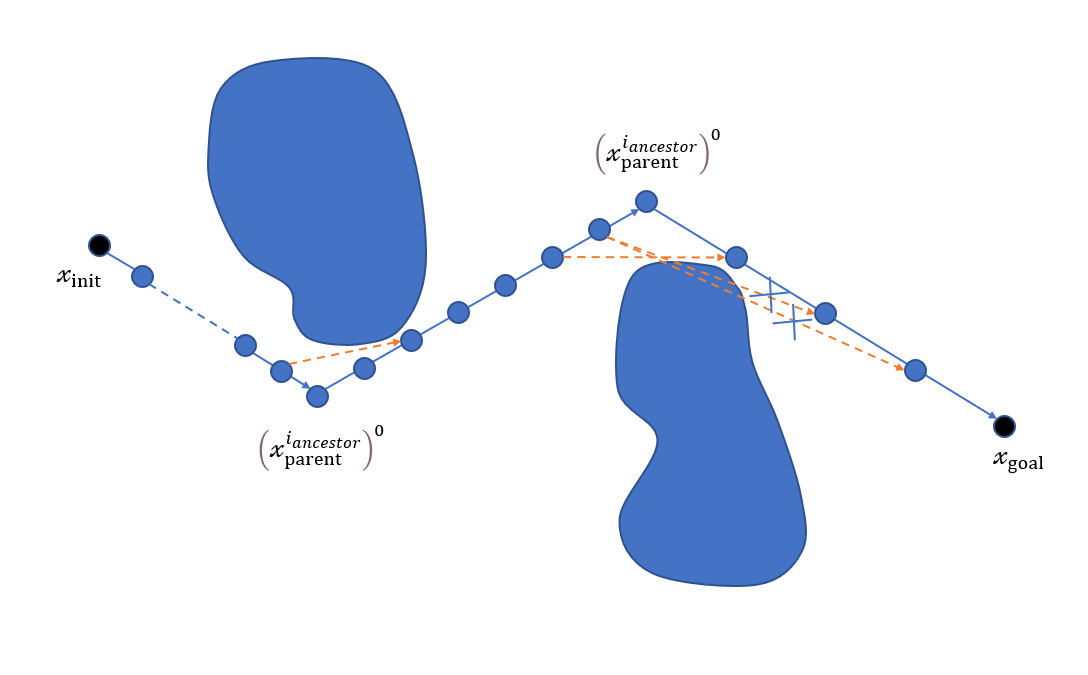 (x_parent^{i_ancestor})^0
x_init
(x_parent^{i_ancestor})^0
x_goal